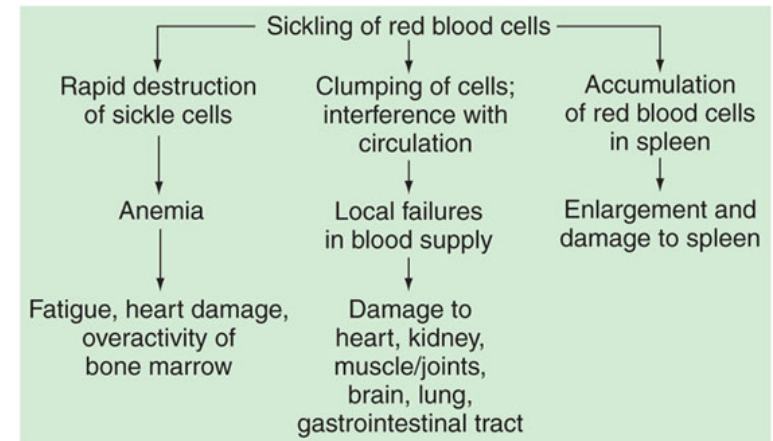 Sickling of red blood cells
Rapid destruction
of sickle cells
Anemia
Fatigue, heart damage,
overactivity of
bone marrow
Clumping of cells;
interference with
circulation
Local failures
in blood supply
Damage to
heart, kidney,
muscle/joints,
brain, lung,
gastrointestinal tract
Accumulation
of red blood cells
in spleen
Enlargement and
damage to spleen